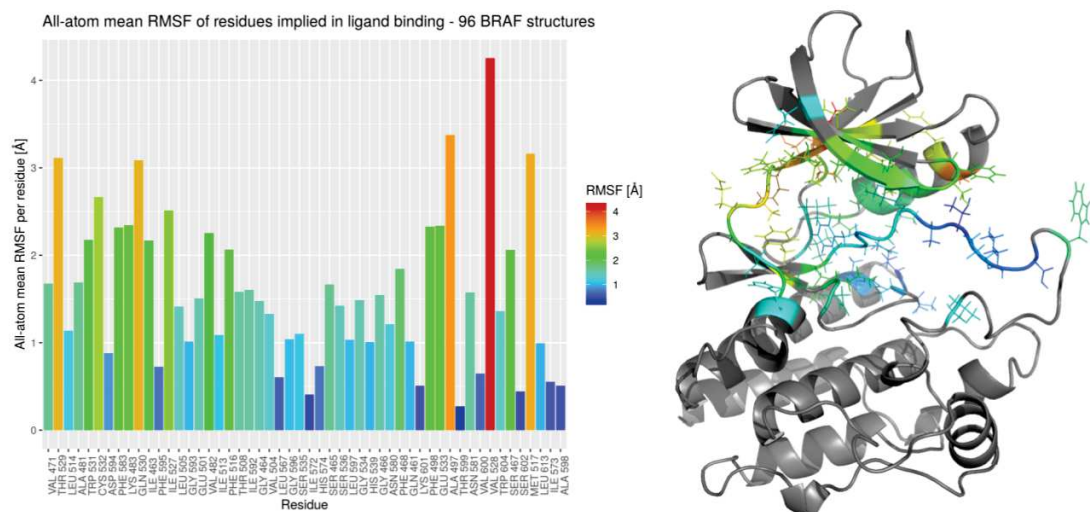 All-atom mean RMSF of residues implied in ligand binding - 96 BRAF structures
All-atom mean RMSF per residue [Å]
4
3
2
1
0
VAL 471
THR 529
LEU 514
ALA 481
TRP 531
CYS 532
ASP 594
PHE 583
LYS 483
GLN 530
ILE 463
PHE 595
ILE 527
LEU 505
GLY 593
GLU 501
VAL 482
ILE 513
PHE 516
THR 508
ILE 592
GLY 464
VAL 504
LEU 567
GLY 596
SER 535
ILE 572
HIS 574
SER 465
SER 536
LEU 597
GLY 534
HIS 539
GLY 466
ASN 580
PHE 468
GLN 461
LYS 601
PHE 498
GLU 533
ALA 497
THR 599
ASN 581
VAL 600
VAL 528
TRP 604
SER 467
SER 602
MET 517
LEU 613
ILE 573
ALA 598
Residue
RMSF [Å]
4
3
2
1